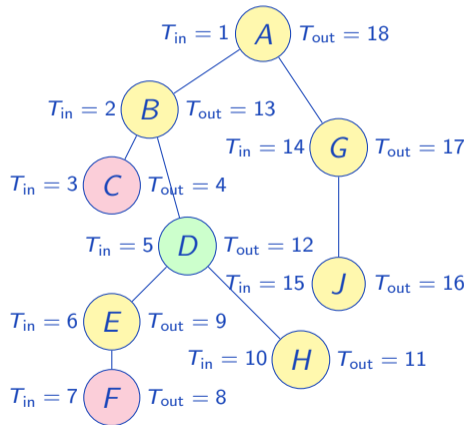 T_in = 1 A T_out = 18
T_in = 2 B T_out = 13
T_in = 14 G T_out = 17
T_in = 3 C T_out = 4
T_in = 5 D T_out = 12
T_in = 15 J T_out = 16
T_in = 6 E T_out = 9
T_in = 10 H T_out = 11
T_in = 7 F T_out = 8